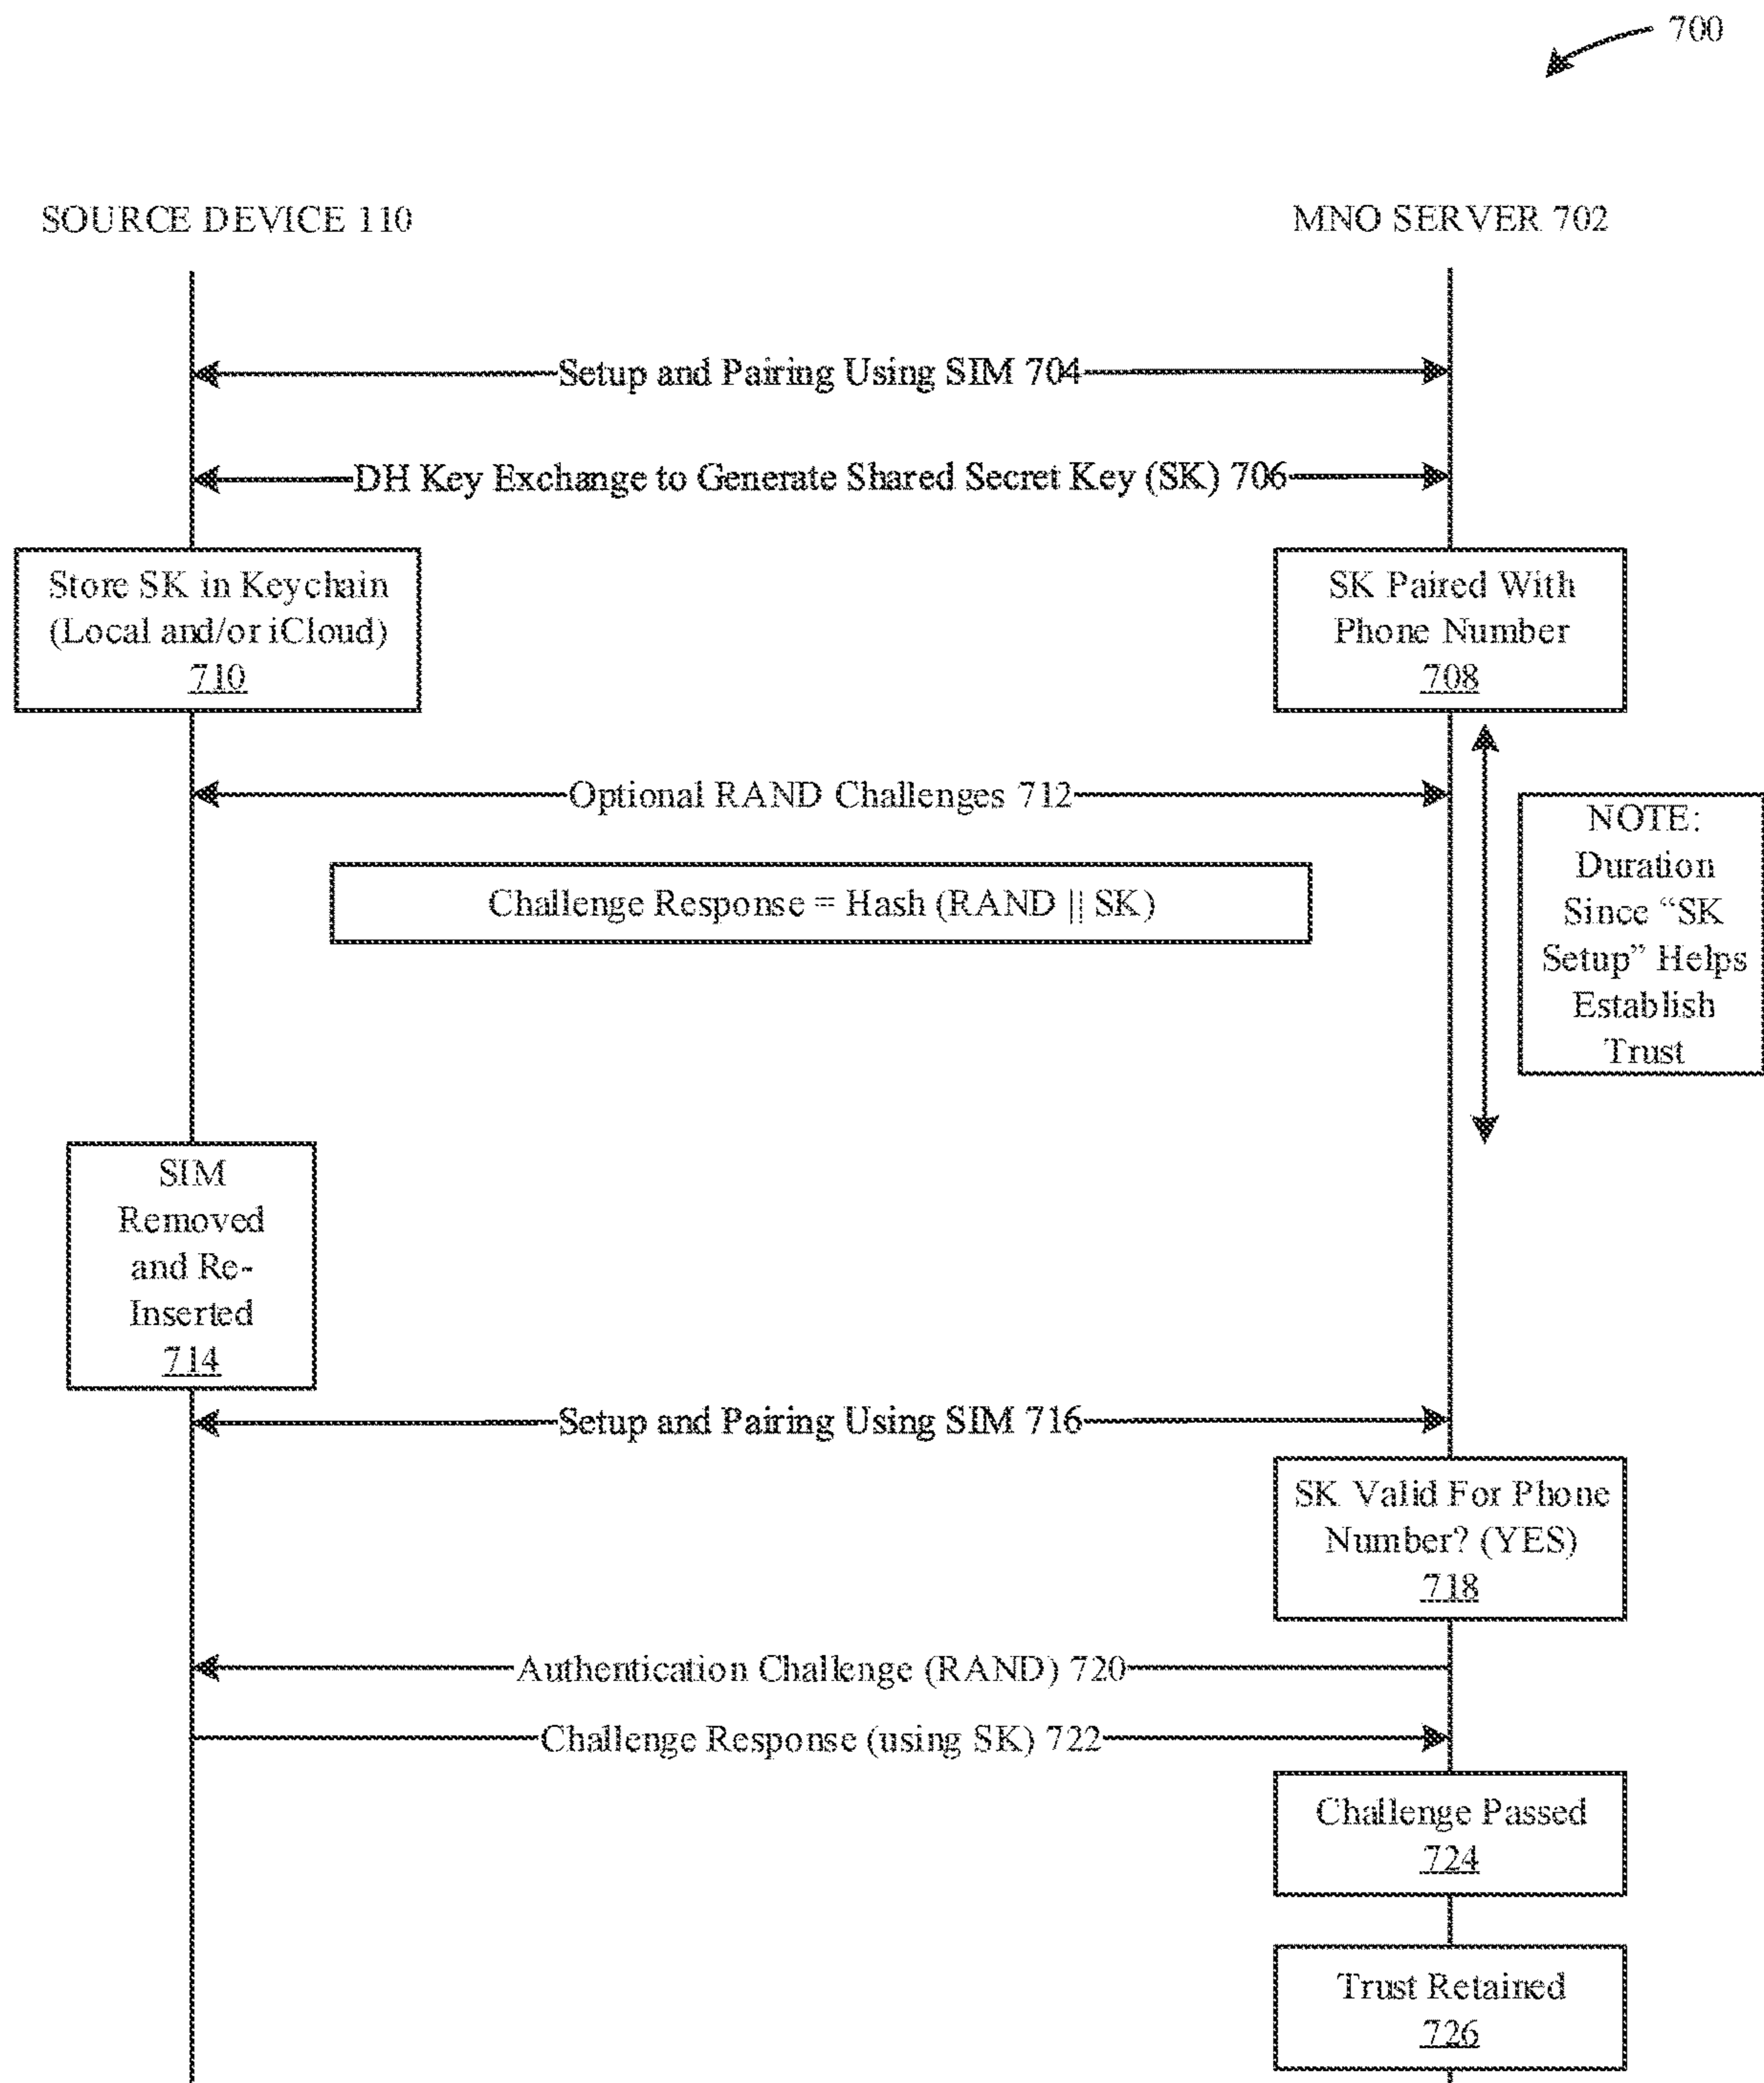 700
SOURCE DEVICE 110
MNO SERVER 702
Setup and Pairing Using SIM 704
DH Key Exchange to Generate Shared Secret Key (SK) 706
Store SK in Keychain
(Local and/or iCloud)
710
SK Paired With
Phone Number
708
Optional RAND Challenges 712
NOTE:
Duration
Since “SK
Setup” Helps
Establish
Trust
Challenge Response = Hash (RAND || SK)
SIM
Removed
and Re-
Inserted
714
Setup and Pairing Using SIM 716
SK Valid For Phone
Number? (YES)
718
Authentication Challenge (RAND) 720
Challenge Response (using SK) 722
Challenge Passed
724
Trust Retained
726